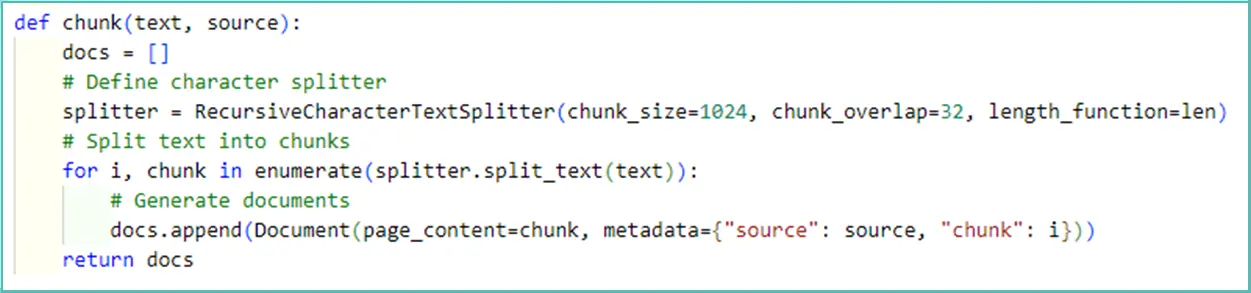 def chunk(text, source):
    docs = []
    # Define character splitter
    splitter = RecursiveCharacterTextSplitter(chunk_size=1024, chunk_overlap=32, length_function=len)
    # Split text into chunks
    for i, chunk in enumerate(splitter.split_text(text)):
        # Generate documents
        docs.append(Document(page_content=chunk, metadata={"source": source, "chunk": i}))
    return docs